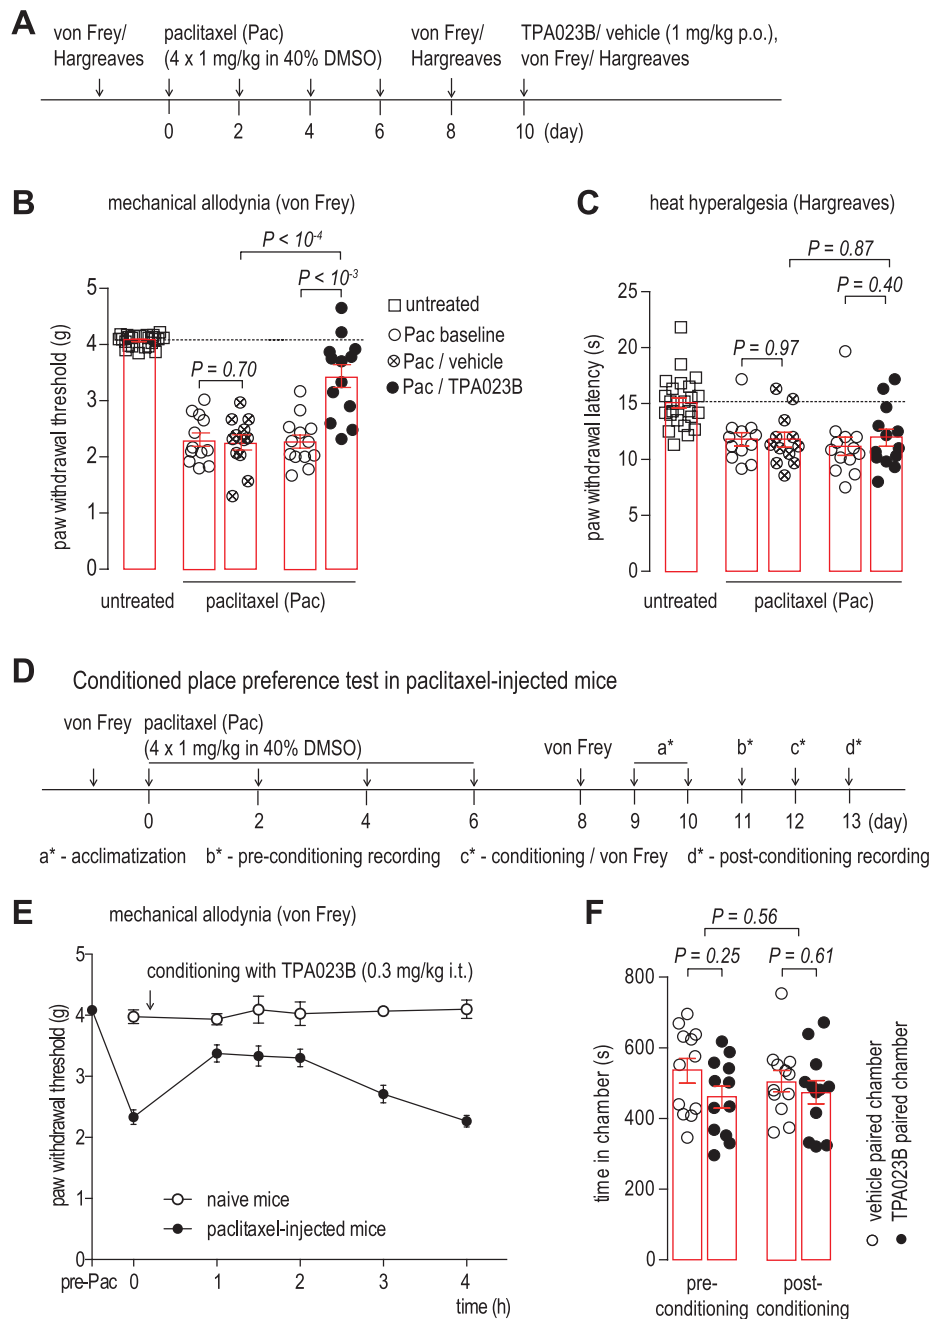 A
von Frey/
Hargreaves
paclitaxel (Pac)
(4 x 1 mg/kg in 40% DMSO)
von Frey/
Hargreaves
TPA023B/ vehicle (1 mg/kg p.o.),
von Frey/ Hargreaves
0 2 4 6 8 10 (day)
B
mechanical allodynia (von Frey)
P < 10⁻⁴
P < 10⁻³
P = 0.70
paw withdrawal threshold (g)
5
4
3
2
1
0
untreated
paclitaxel (Pac)
untreated
Pac baseline
Pac / vehicle
Pac / TPA023B
C
heat hyperalgesia (Hargreaves)
P = 0.87
P = 0.40
P = 0.97
paw withdrawal latency (s)
25
20
15
10
5
0
untreated
paclitaxel (Pac)
D
Conditioned place preference test in paclitaxel-injected mice
von Frey
paclitaxel (Pac)
(4 x 1 mg/kg in 40% DMSO)
von Frey
a* b* c* d*
0 2 4 6 8 9 10 11 12 13 (day)
a* - acclimatization b* - pre-conditioning recording c* - conditioning / von Frey d* - post-conditioning recording
E
mechanical allodynia (von Frey)
conditioning with TPA023B (0.3 mg/kg i.t.)
paw withdrawal threshold (g)
5
4
3
2
1
0
naive mice
paclitaxel-injected mice
pre-Pac 0 1 2 3 4
time (h)
F
P = 0.56
P = 0.25
P = 0.61
time in chamber (s)
800
600
400
200
0
pre-
conditioning
post-
conditioning
vehicle paired chamber
TPA023B paired chamber